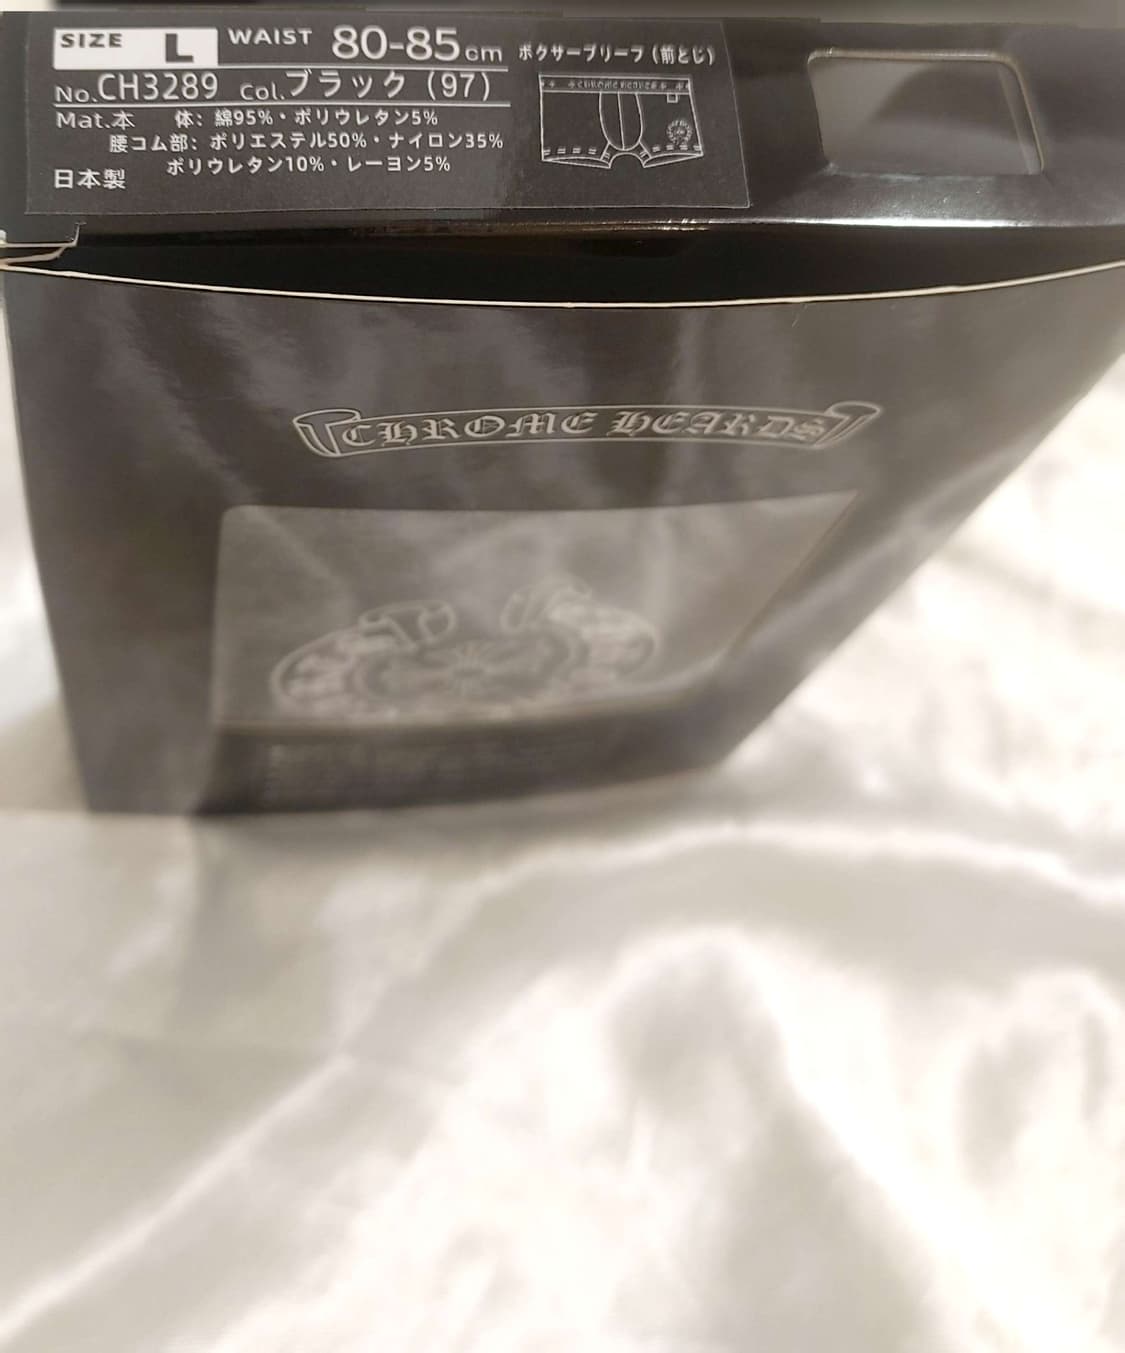 SIZE L WAIST 80-85cm ボクサーブリーフ（前とじ）
No.CH3289 Col.ブラック（97）
Mat.本 体：綿95%・ポリウレタン5%
腰コム部：ポリエステル50%・ナイロン35%
ポリウレタン10%・レーヨン5%
日本製
CHROME HEARDS